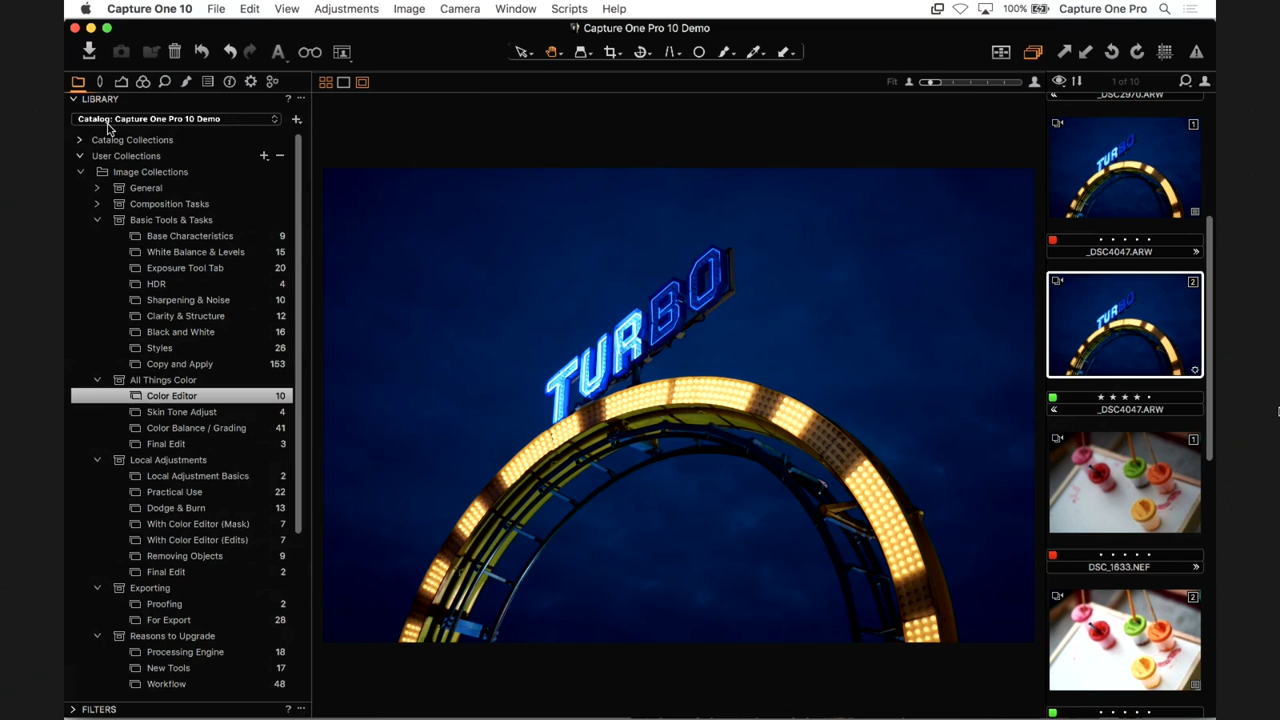 Capture One 10 File Edit View Adjustments Image Camera Window Scripts Help 100% Capture One Pro
Capture One Pro 10 Demo
Fit 1 of 10
LIBRARY ? ...
Catalog: Capture One Pro 10 Demo
Catalog Collections
User Collections
Image Collections
General
Composition Tasks
Basic Tools & Tasks
Base Characteristics 9
White Balance & Levels 15
Exposure Tool Tab 20
HDR 4
Sharpening & Noise 10
Clarity & Structure 12
Black and White 16
Styles 26
Copy and Apply 153
All Things Color
Color Editor 10
Skin Tone Adjust 4
Color Balance / Grading 41
Final Edit 3
Local Adjustments
Local Adjustment Basics 2
Practical Use 22
Dodge & Burn 13
With Color Editor (Mask) 7
With Color Editor (Edits) 7
Removing Objects 9
Final Edit 2
Exporting
Proofing 2
For Export 28
Reasons to Upgrade
Processing Engine 18
New Tools 17
Workflow 48
FILTERS ? ...
TURBO
_DSC2970.ARW
1
TURBO
_DSC4047.ARW
2
TURBO
_DSC4047.ARW
1
DSC_1633.NEF
2